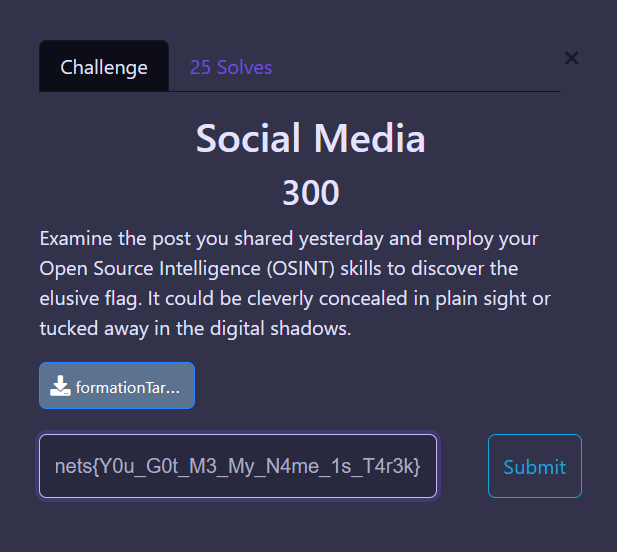 Challenge
25 Solves
×
Social Media
300
Examine the post you shared yesterday and employ your
Open Source Intelligence (OSINT) skills to discover the
elusive flag. It could be cleverly concealed in plain sight or
tucked away in the digital shadows.
formationTar...
nets{Y0u_G0t_M3_My_N4me_1s_T4r3k}
Submit